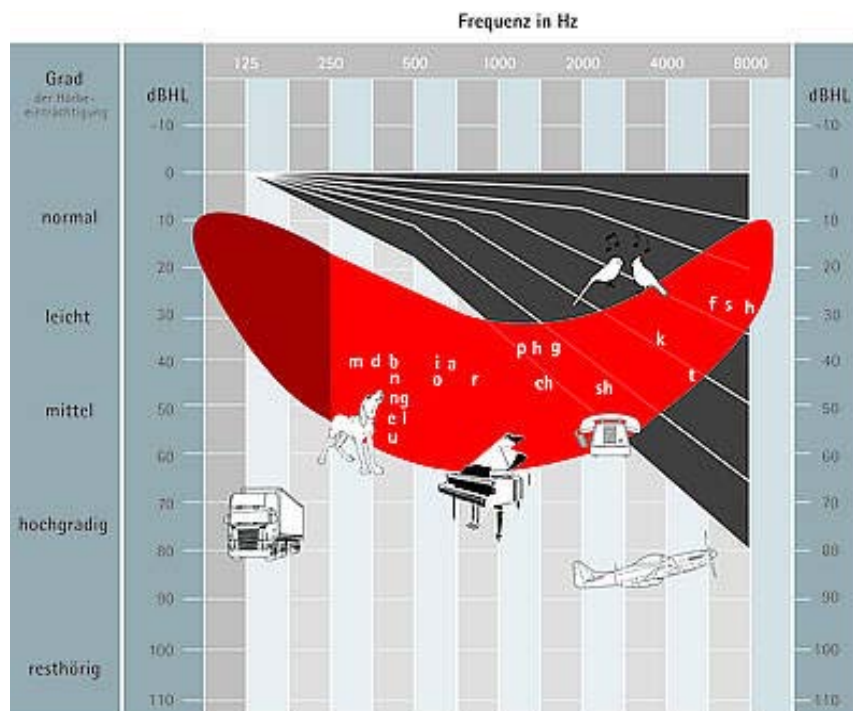 Frequenz in Hz
Grad
der Hörbe-
einträchtigung
dBHL
125 250 500 1000 2000 4000 8000
dBHL
-10 -10
0 0
normal
10 10
20 20
leicht
30 30
f s h
p h g
k
40 40
m d b i a
n o r
ch sh t
mittel
ng
50 50
e l
u
60 60
70 70
hochgradig
80 80
90 90
100 100
resthörig
110 110